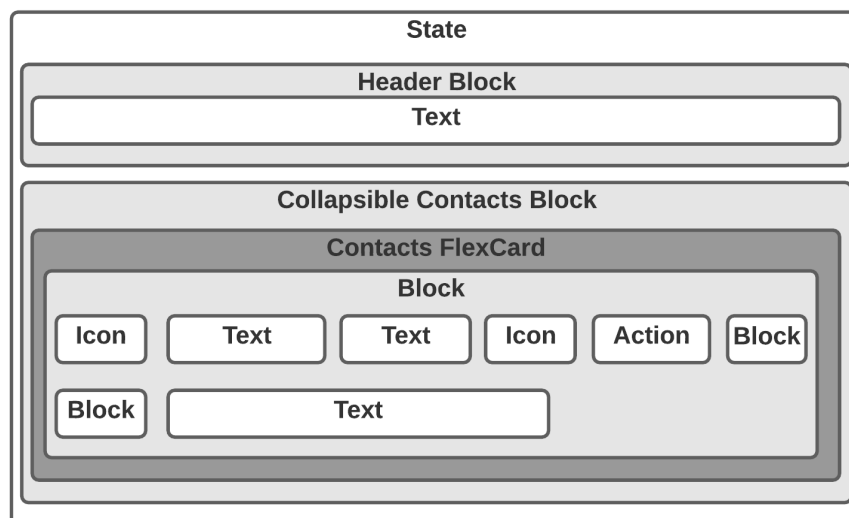 State
Header Block
Text
Collapsible Contacts Block
Contacts FlexCard
Block
Icon Text Text Icon Action Block
Block Text